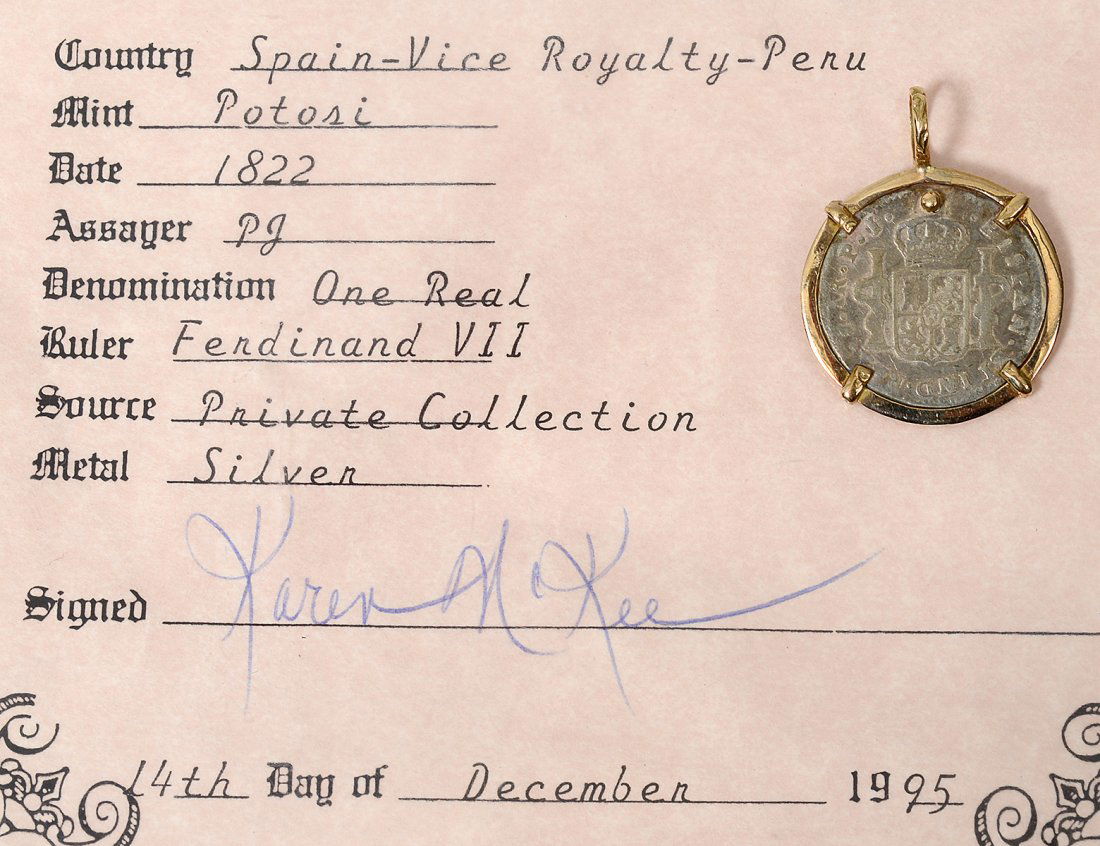 Country Spain-Vice Royalty-Peru
Mint Potosi
Date 1822
Assayer PJ
Denomination One Real
Ruler Ferdinand VII
Source Private Collection
Metal Silver
Signed Karen McKee
14th Day of December 1995